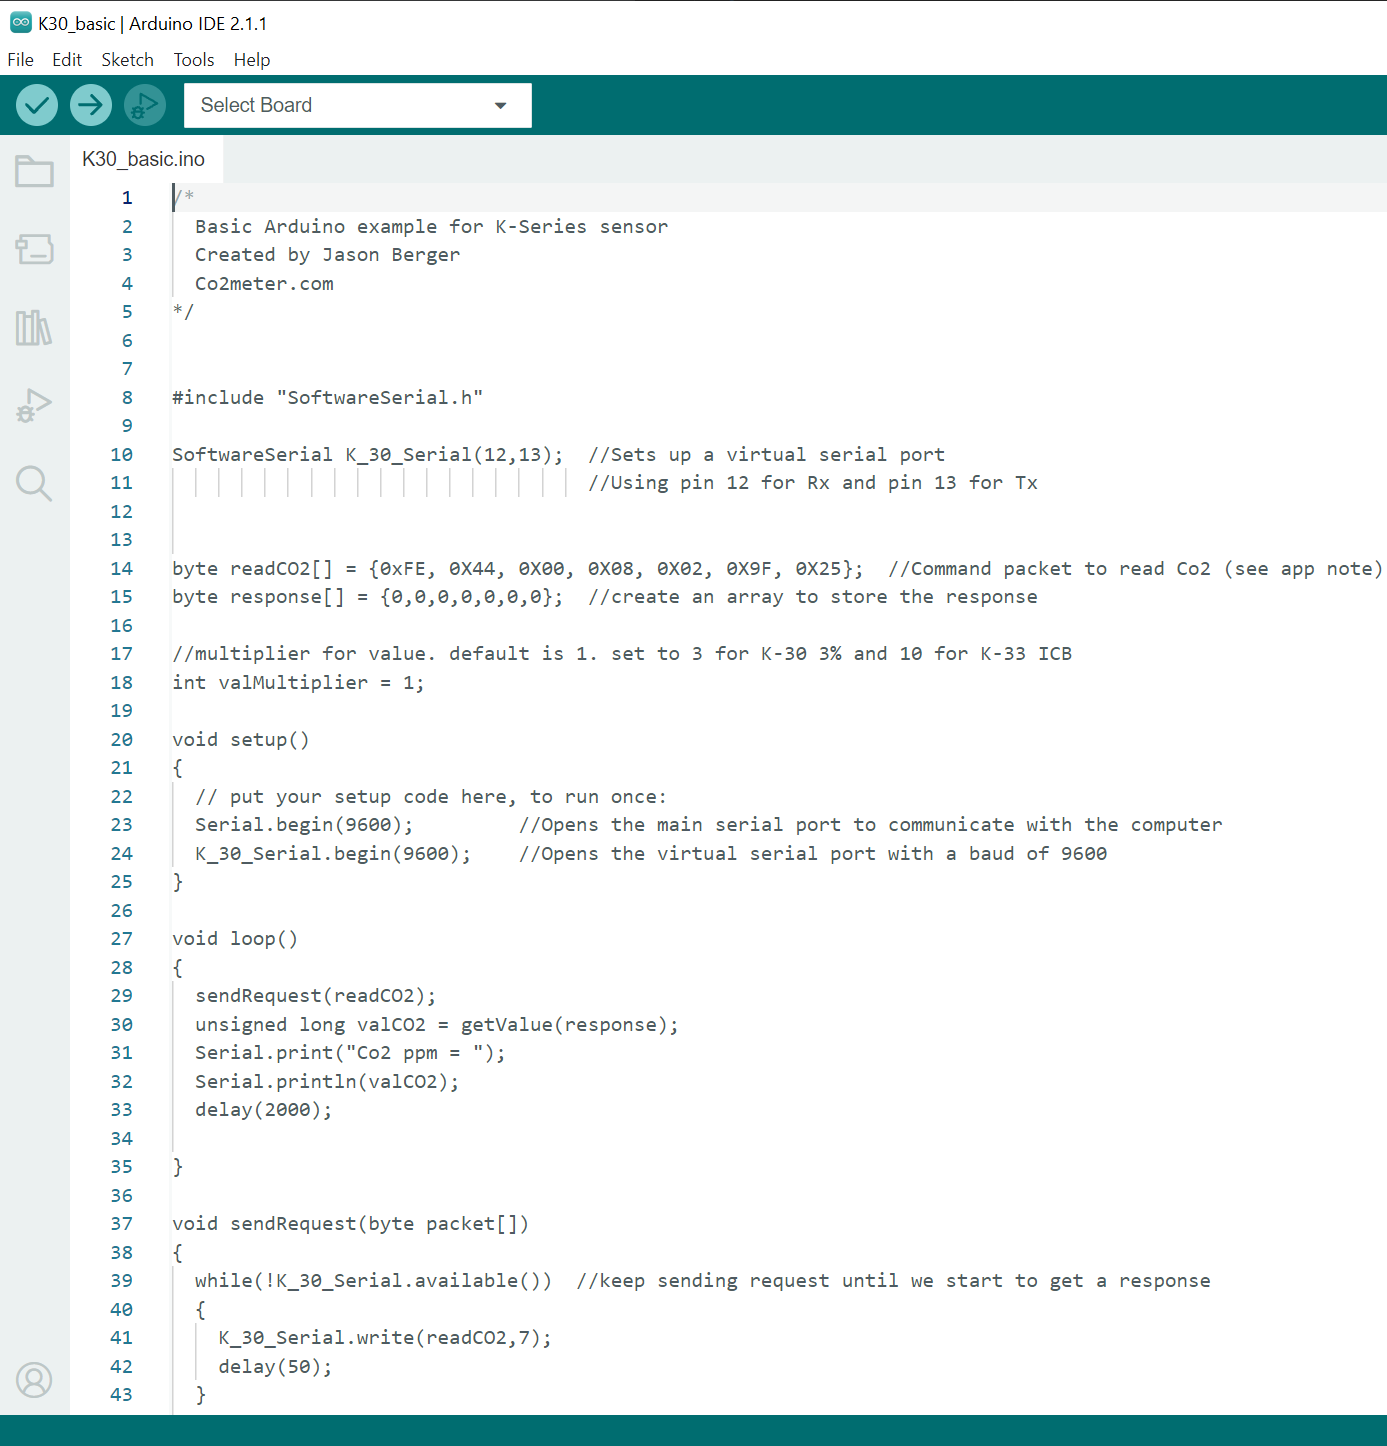 K30_basic | Arduino IDE 2.1.1
File Edit Sketch Tools Help
Select Board
K30_basic.ino
1 /*
2 Basic Arduino example for K-Series sensor
3 Created by Jason Berger
4 Co2meter.com
5 */
6
7
8 #include "SoftwareSerial.h"
9
10 SoftwareSerial K_30_Serial(12,13); //Sets up a virtual serial port
11 //Using pin 12 for Rx and pin 13 for Tx
12
13
14 byte readCO2[] = {0xFE, 0X44, 0X00, 0X08, 0X02, 0X9F, 0X25}; //Command packet to read Co2 (see app note)
15 byte response[] = {0,0,0,0,0,0,0}; //create an array to store the response
16
17 //multiplier for value. default is 1. set to 3 for K-30 3% and 10 for K-33 ICB
18 int valMultiplier = 1;
19
20 void setup()
21 {
22 // put your setup code here, to run once:
23 Serial.begin(9600); //Opens the main serial port to communicate with the computer
24 K_30_Serial.begin(9600); //Opens the virtual serial port with a baud of 9600
25 }
26
27 void loop()
28 {
29 sendRequest(readCO2);
30 unsigned long valCO2 = getValue(response);
31 Serial.print("Co2 ppm = ");
32 Serial.println(valCO2);
33 delay(2000);
34
35 }
36
37 void sendRequest(byte packet[])
38 {
39 while(!K_30_Serial.available()) //keep sending request until we start to get a response
40 {
41 K_30_Serial.write(readCO2,7);
42 delay(50);
43 }